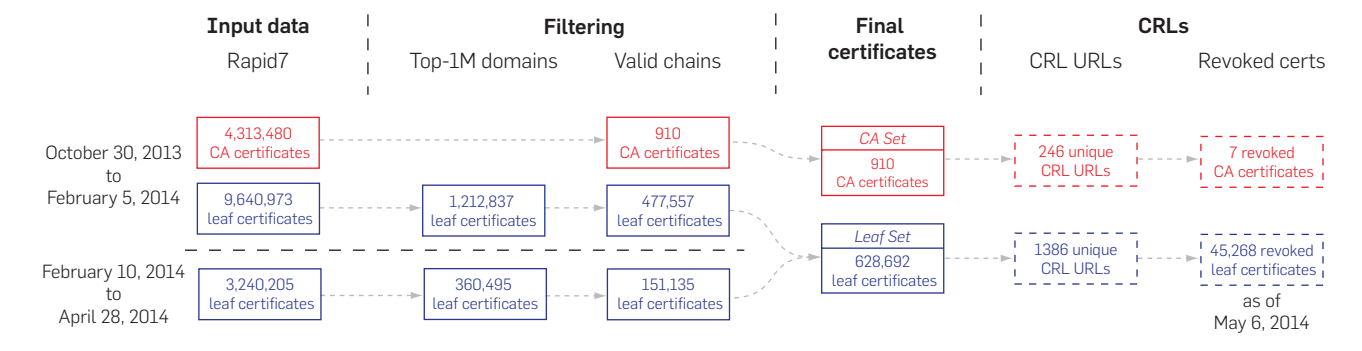 Input data
Filtering
Final
certificates
CRLs
Rapid7
Top-1M domains
Valid chains
CRL URLs
Revoked certs
October 30, 2013
to
February 5, 2014
4,313,480
CA certificates
910
CA certificates
CA Set
910
CA certificates
246 unique
CRL URLs
7 revoked
CA certificates
9,640,973
leaf certificates
1,212,837
leaf certificates
477,557
leaf certificates
Leaf Set
628,692
leaf certificates
1386 unique
CRL URLs
45,268 revoked
leaf certificates
February 10, 2014
to
April 28, 2014
3,240,205
leaf certificates
360,495
leaf certificates
151,135
leaf certificates
as of
May 6, 2014